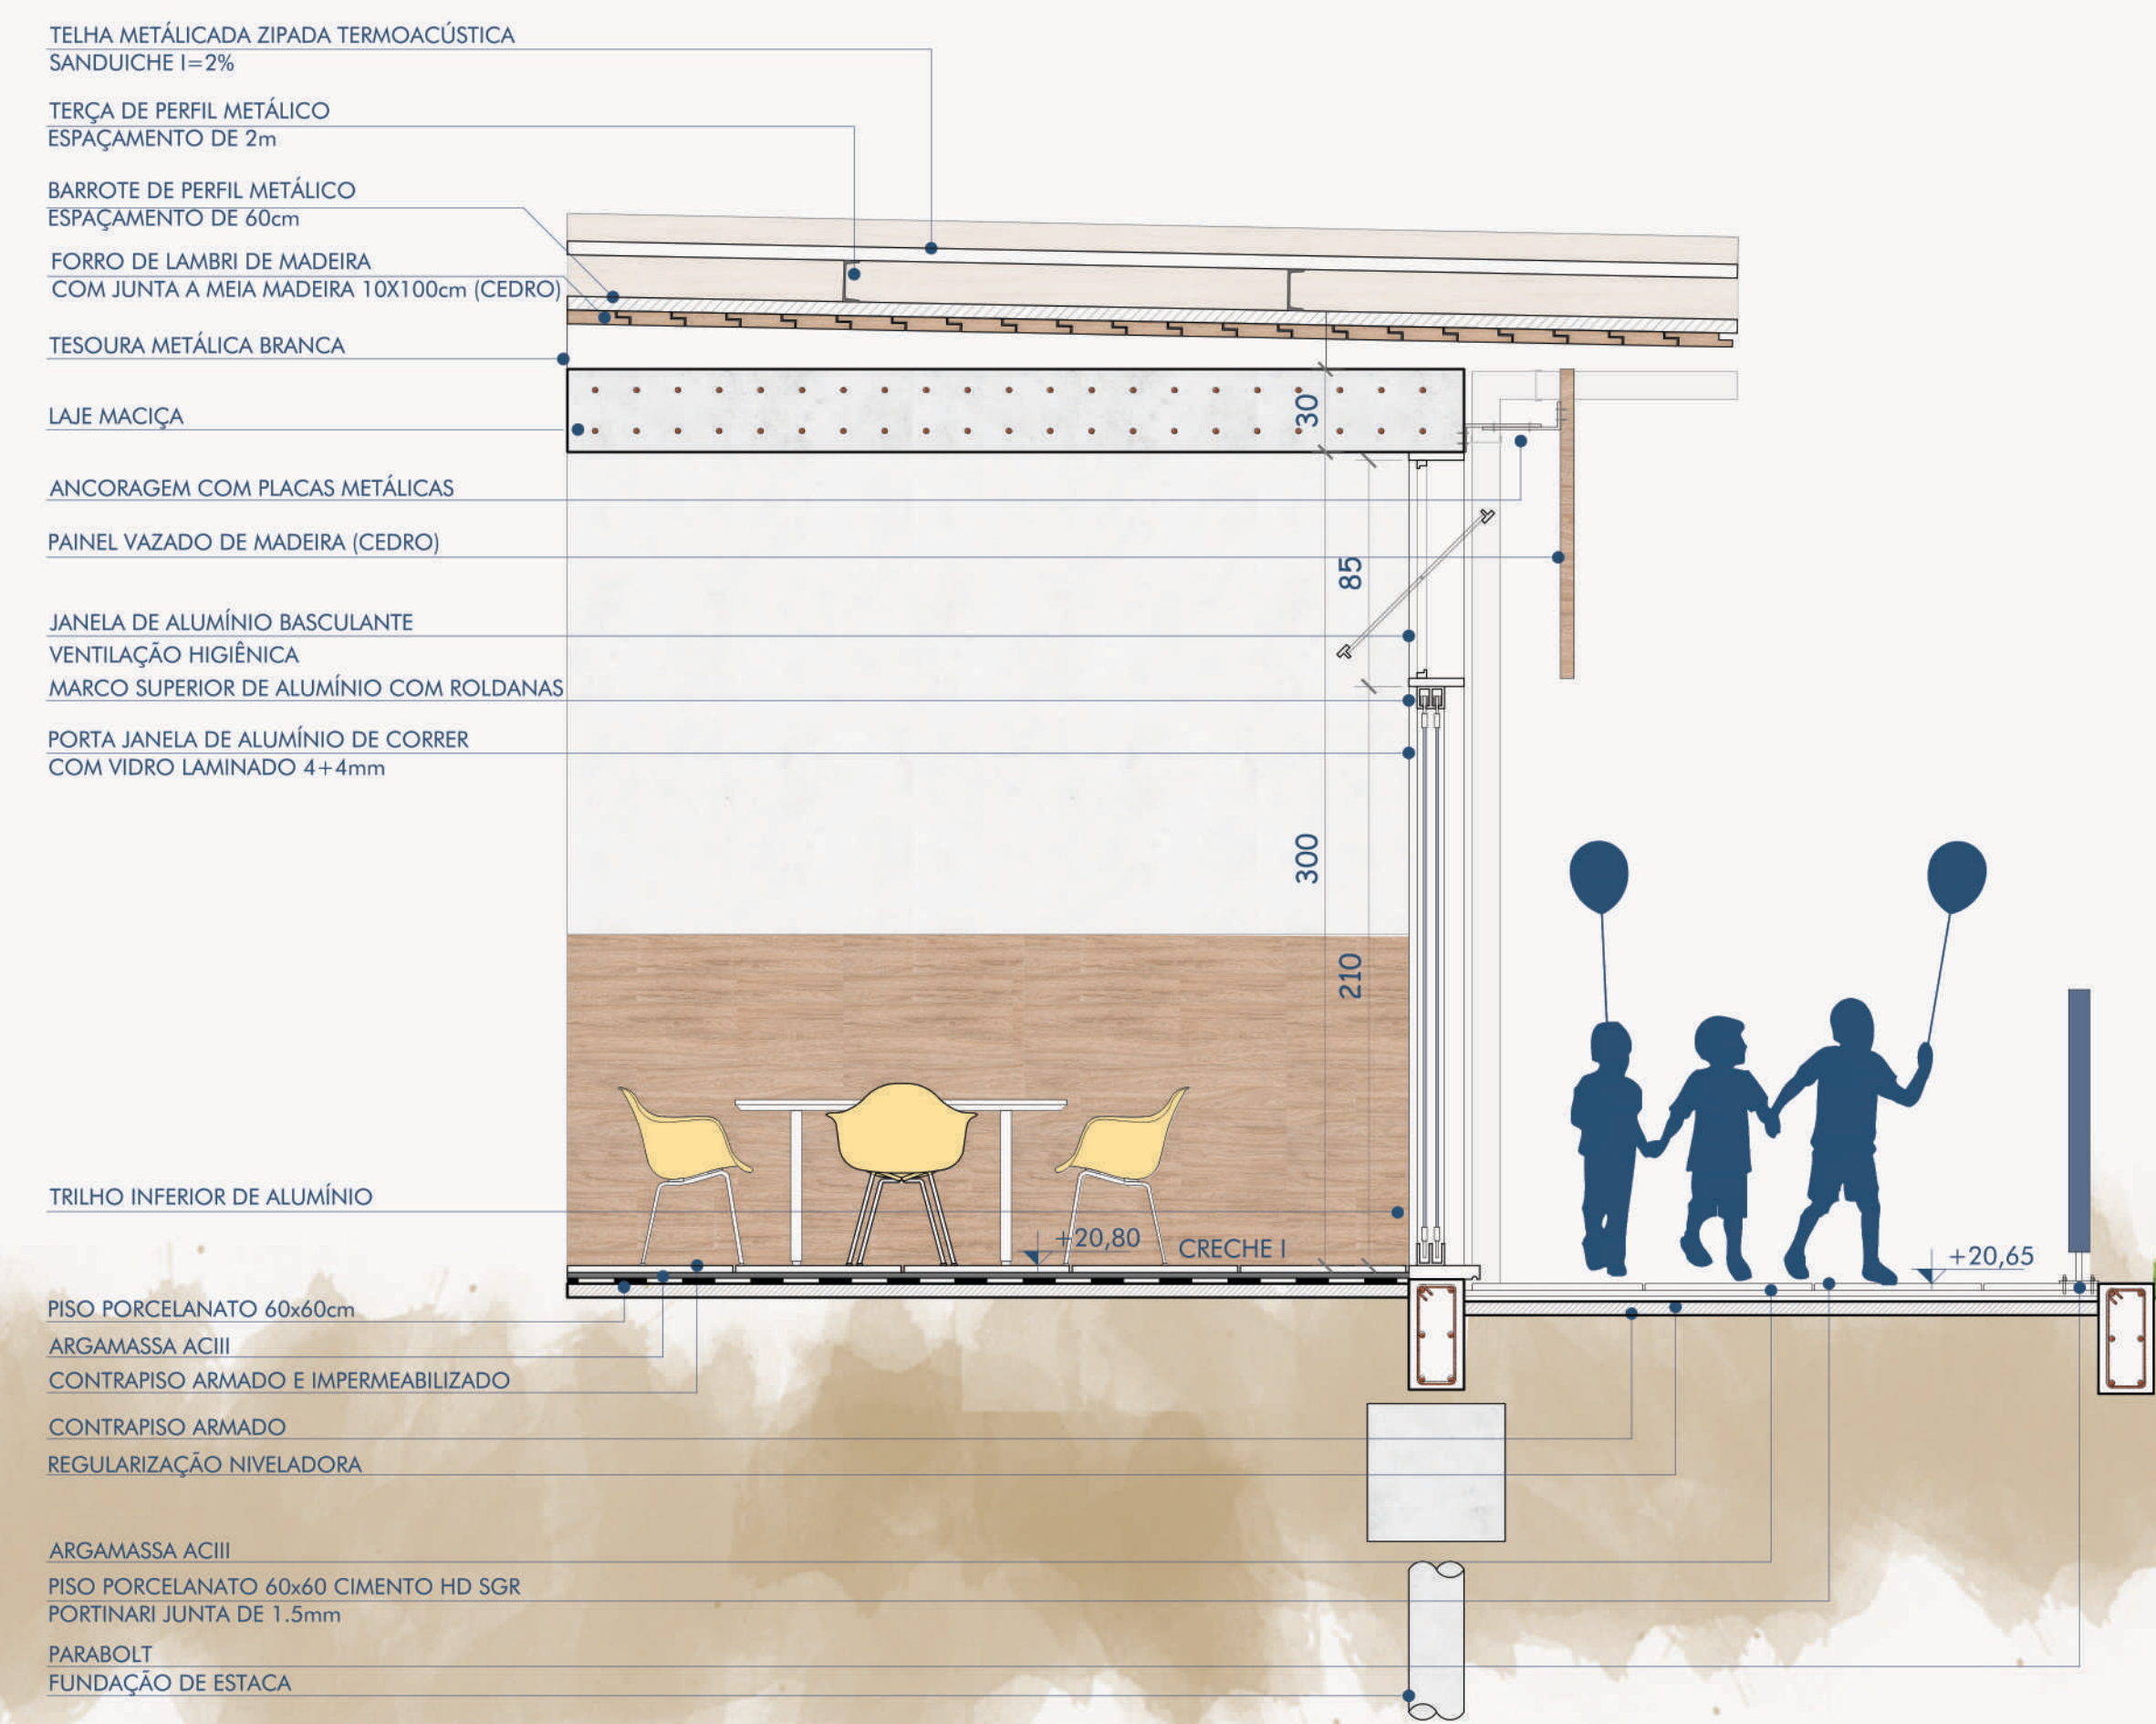 TELHA METÁLICADA ZIPADA TERMOACÚSTICA
SANDUICHE I=2%
TERÇA DE PERFIL METÁLICO
ESPAÇAMENTO DE 2m
BARROTE DE PERFIL METÁLICO
ESPAÇAMENTO DE 60cm
FORRO DE LAMBRI DE MADEIRA
COM JUNTA A MEIA MADEIRA 10X100cm (CEDRO)
TESOURA METÁLICA BRANCA
LAJE MACIÇA
ANCORAGEM COM PLACAS METÁLICAS
PAINEL VAZADO DE MADEIRA (CEDRO)
JANELA DE ALUMÍNIO BASCULANTE
VENTILAÇÃO HIGIÊNICA
MARCO SUPERIOR DE ALUMÍNIO COM ROLDANAS
PORTA JANELA DE ALUMÍNIO DE CORRER
COM VIDRO LAMINADO 4+4mm
TRILHO INFERIOR DE ALUMÍNIO
PISO PORCELANATO 60x60cm
ARGAMASSA ACIII
CONTRAPISO ARMADO E IMPERMEABILIZADO
CONTRAPISO ARMADO
REGULARIZAÇÃO NIVELADORA
ARGAMASSA ACIII
PISO PORCELANATO 60x60 CIMENTO HD SGR
PORTINARI JUNTA DE 1.5mm
PARABOLT
FUNDAÇÃO DE ESTACA
30
85
300
210
+20,80
CRECHE I
+20,65